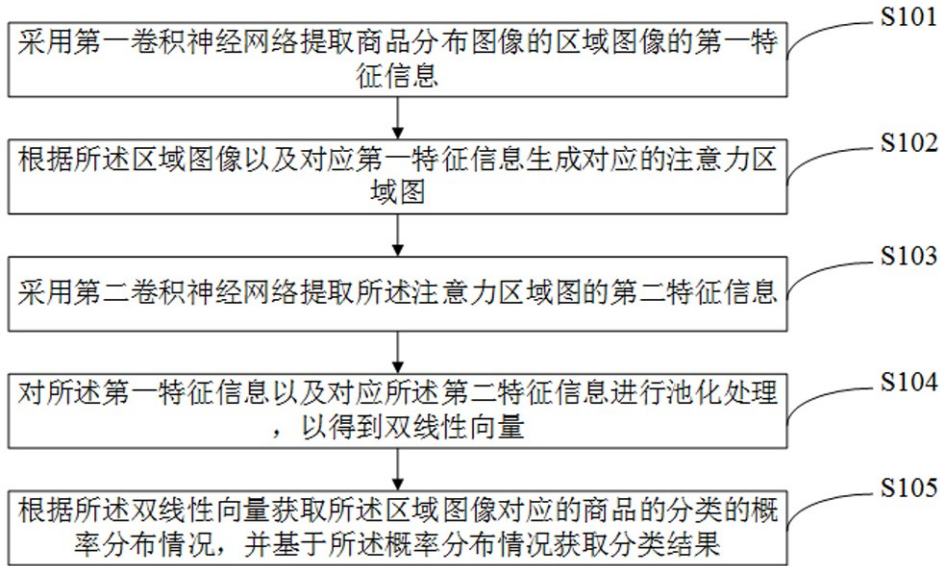 采用第一卷积神经网络提取商品分布图像的区域图像的第一特
征信息
S101
根据所述区域图像以及对应第一特征信息生成对应的注意力区
域图
S102
采用第二卷积神经网络提取所述注意力区域图的第二特征信息
S103
对所述第一特征信息以及对应所述第二特征信息进行池化处理
，以得到双线性向量
S104
根据所述双线性向量获取所述区域图像对应的商品的分类的概
率分布情况，并基于所述概率分布情况获取分类结果
S105